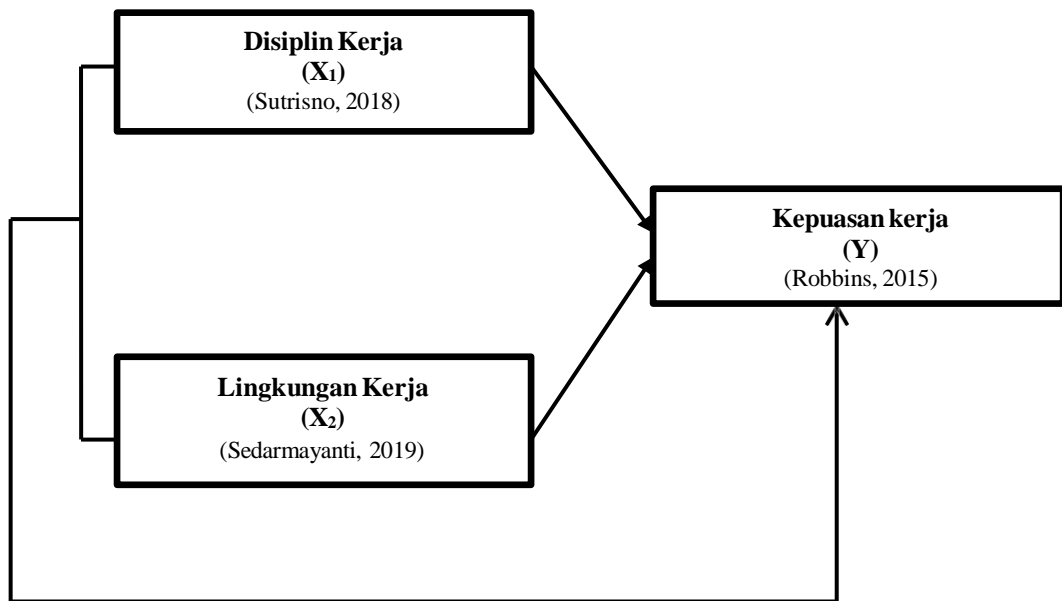 Disiplin Kerja
(X₁)
(Sutrisno, 2018)
Kepuasan kerja
(Y)
(Robbins, 2015)
Lingkungan Kerja
(X₂)
(Sedarmayanti, 2019)